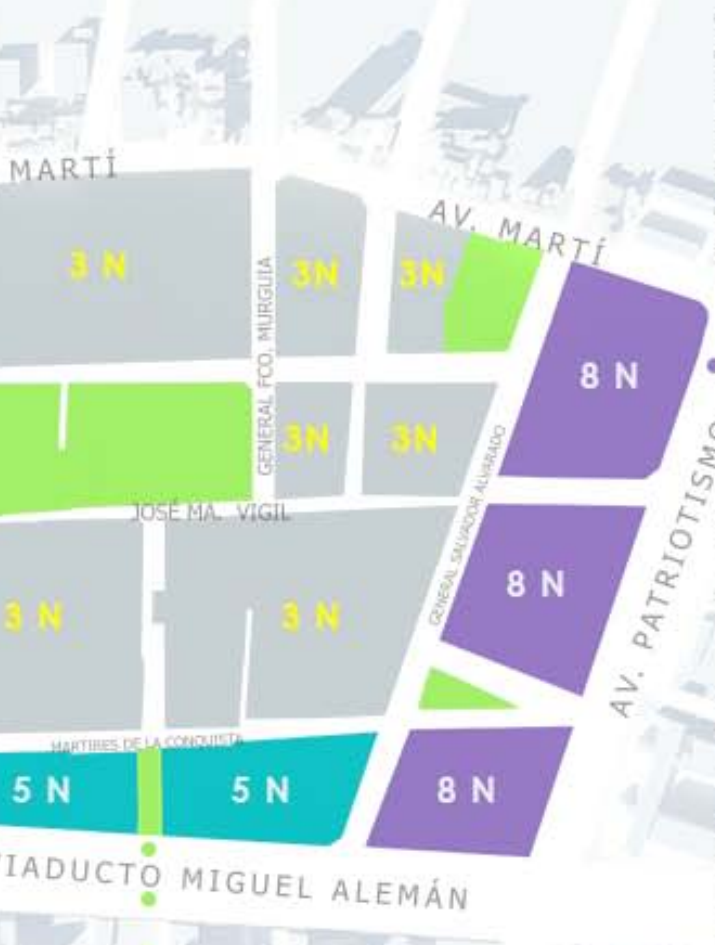 MARTÍ
AV. MARTÍ
3 N
3N
3N
GENERAL FCO. MURGUIA
8 N
3N
3N
GENERAL SALVADOR ALVARADO
AV. PATRIOTISMO
JOSÉ MA. VIGIL
8 N
3 N
3 N
MARTIRES DE LA CONQUISTA
5 N
5 N
8 N
IADUCTO MIGUEL ALEMÁN